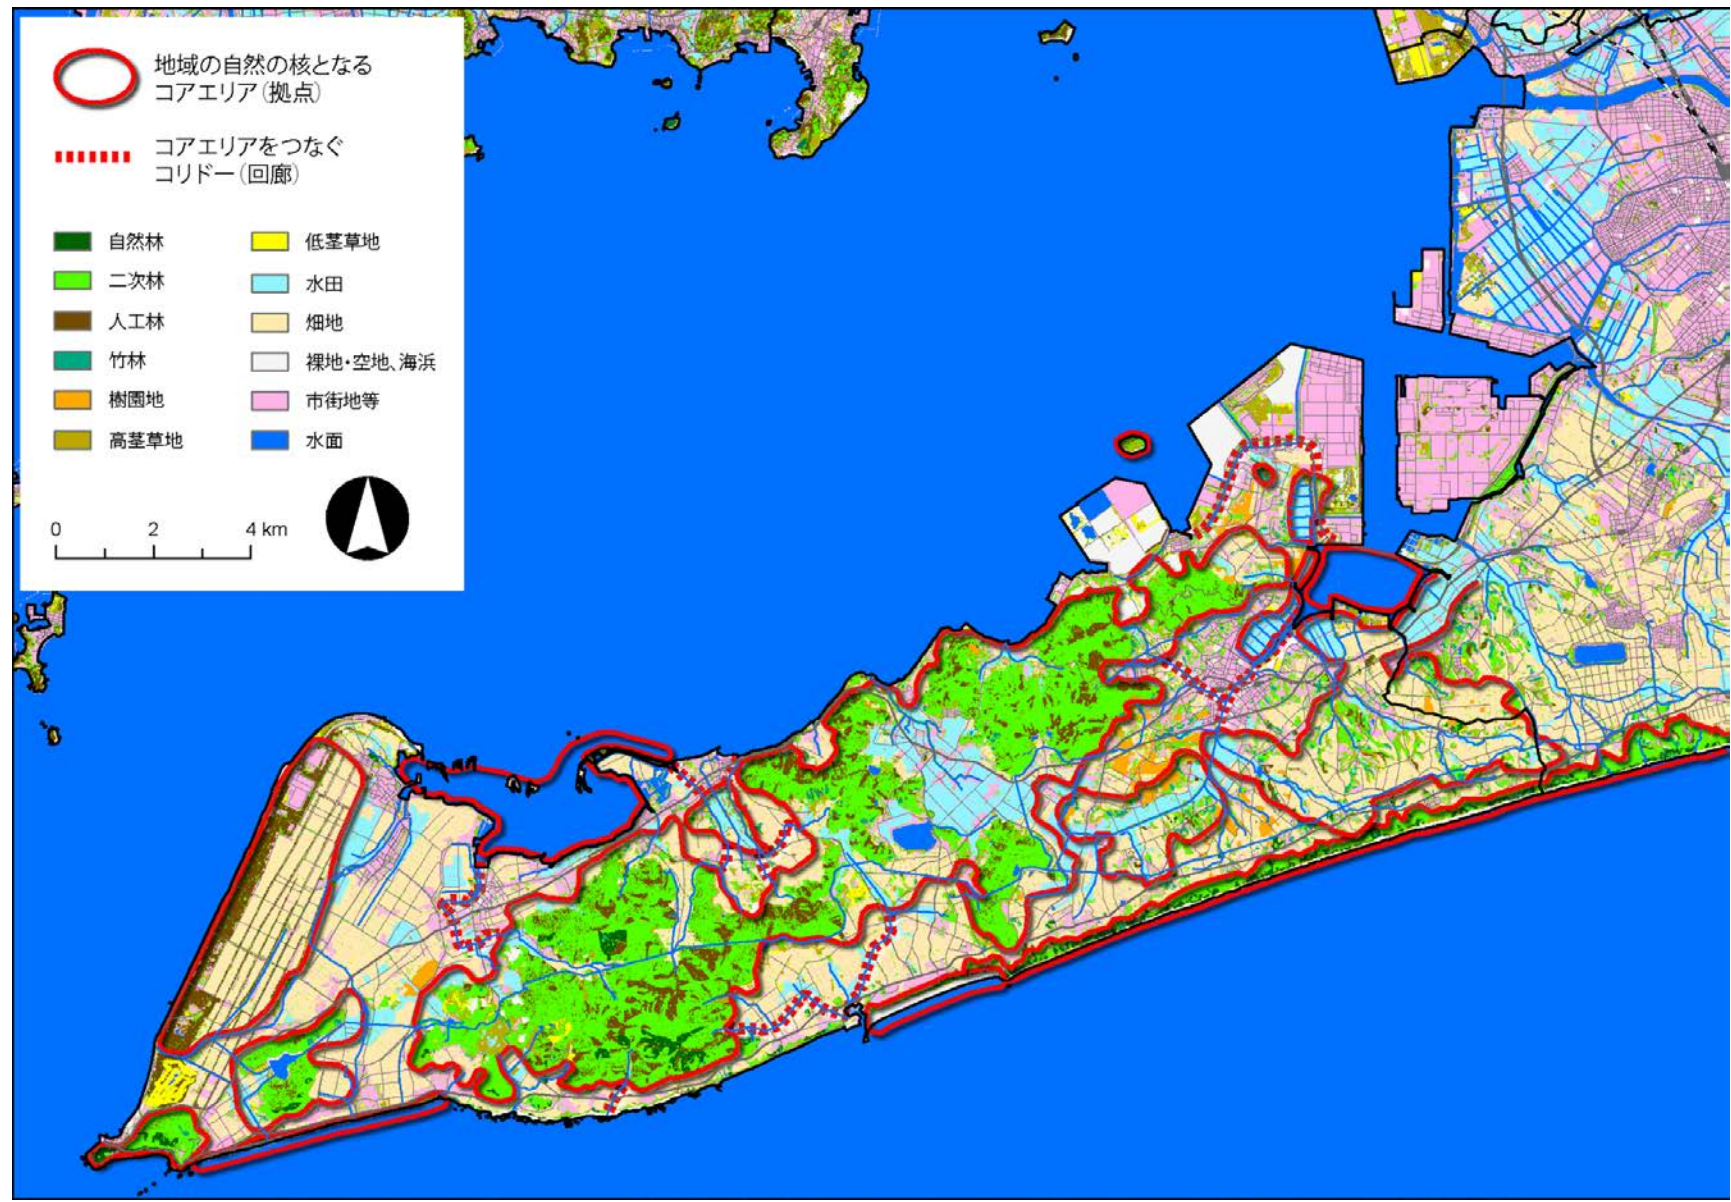 地域の自然の核となる
コアエリア(拠点)
コアエリアをつなぐ
コリドー(回廊)
自然林
二次林
人工林
竹林
樹園地
高茎草地
低茎草地
水田
畑地
裸地・空地、海浜
市街地等
水面
0 2 4 km